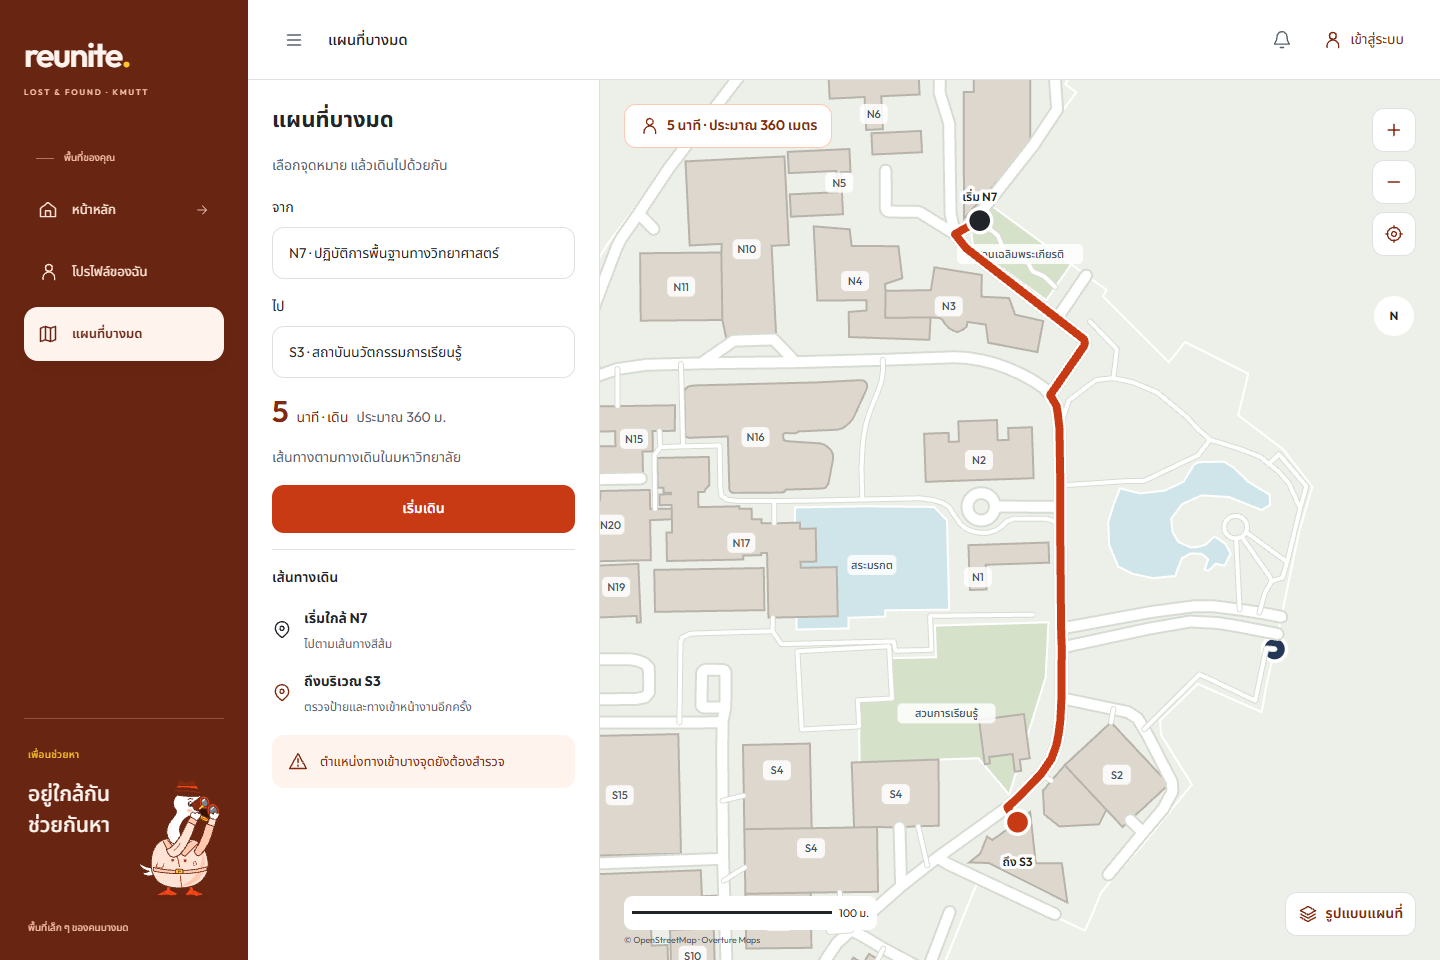 reunite.
LOST & FOUND · KMUTT
พื้นที่ของคุณ
หน้าหลัก
โปรไฟล์ของฉัน
แผนที่บางมด
เพื่อนช่วยหา
อยู่ใกล้กัน
ช่วยกันหา
พื้นที่เล็ก ๆ ของคนบางมด
แผนที่บางมด
เข้าสู่ระบบ
แผนที่บางมด
เลือกจุดหมาย แล้วเดินไปด้วยกัน
จาก
N7 · ปฏิบัติการพื้นฐานทางวิทยาศาสตร์
ไป
S3 · สถาบันนวัตกรรมการเรียนรู้
5 นาที · เดิน ประมาณ 360 ม.
เส้นทางตามทางเดินในมหาวิทยาลัย
เริ่มเดิน
เส้นทางเดิน
เริ่มใกล้ N7
ไปตามเส้นทางสีส้ม
ถึงบริเวณ S3
ตรวจป้ายและทางเข้าหน้างานอีกครั้ง
ตำแหน่งทางเข้าบางจุดยังต้องสำรวจ
5 นาที · ประมาณ 360 เมตร
N6
N5
เริ่ม N7
N10
N4
N11
N3
N
N15
N16
N2
N20
N17
สระมรกต
N1
N19
สวนการเรียนรู้
S4
S2
S15
S4
S4
ถึง S3
100 ม.
© OpenStreetMap · Overture Maps
S10
รูปแบบแผนที่